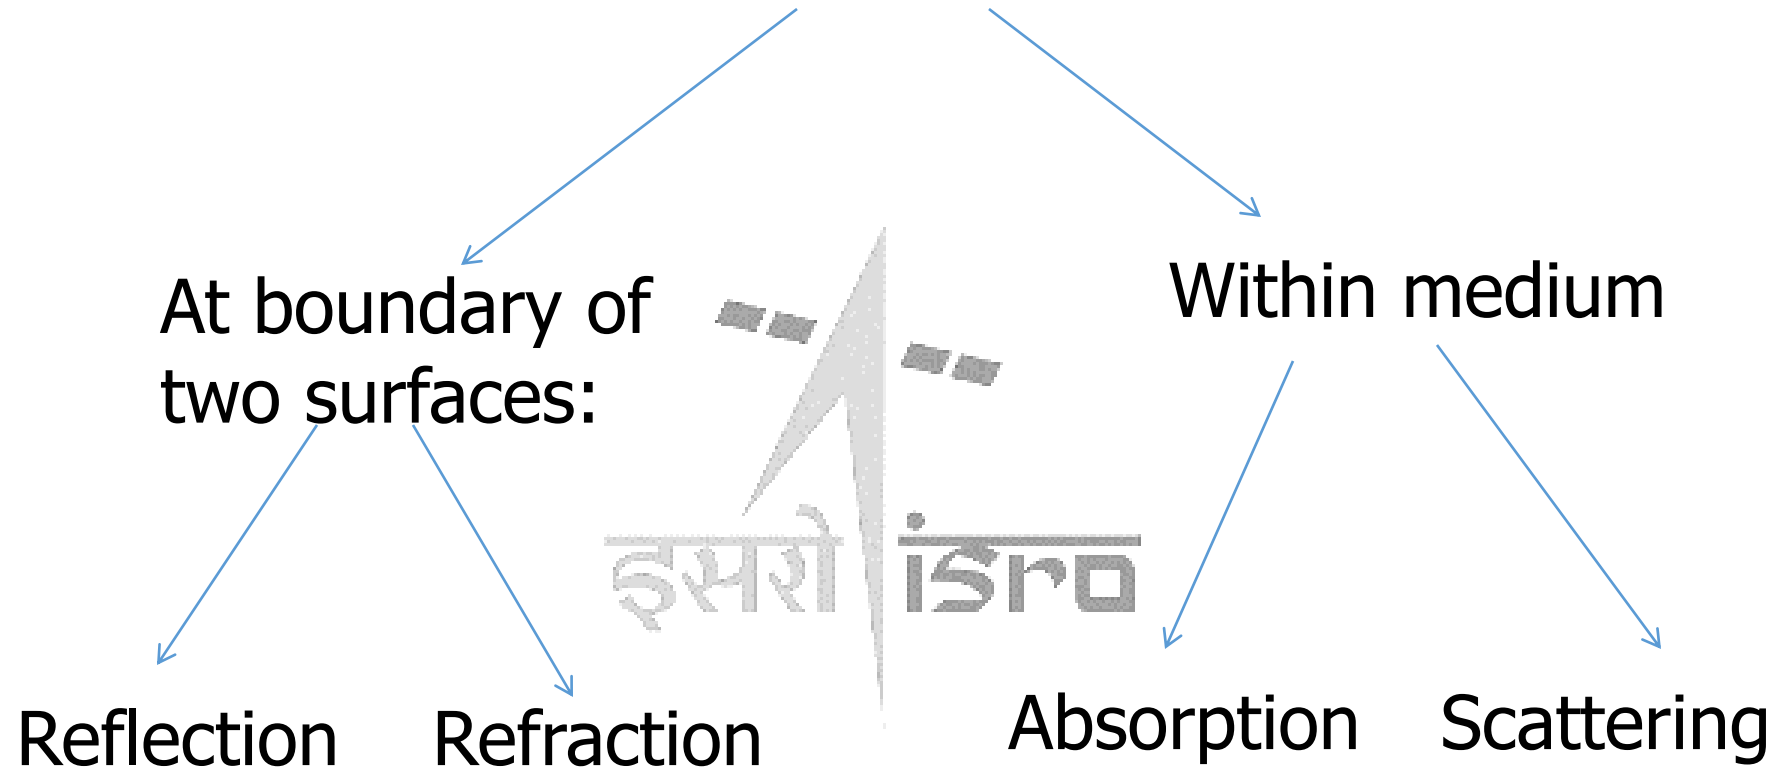 At boundary of
two surfaces:
Within medium
इसरो isro
Reflection
Refraction
Absorption
Scattering